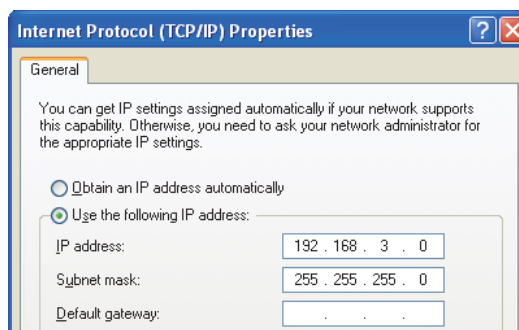 Internet Protocol (TCP/IP) Properties
General
You can get IP settings assigned automatically if your network supports
this capability. Otherwise, you need to ask your network administrator for
the appropriate IP settings.
Obtain an IP address automatically
Use the following IP address:
IP address: 192 . 168 . 3 . 0
Subnet mask: 255 . 255 . 255 . 0
Default gateway: . . .